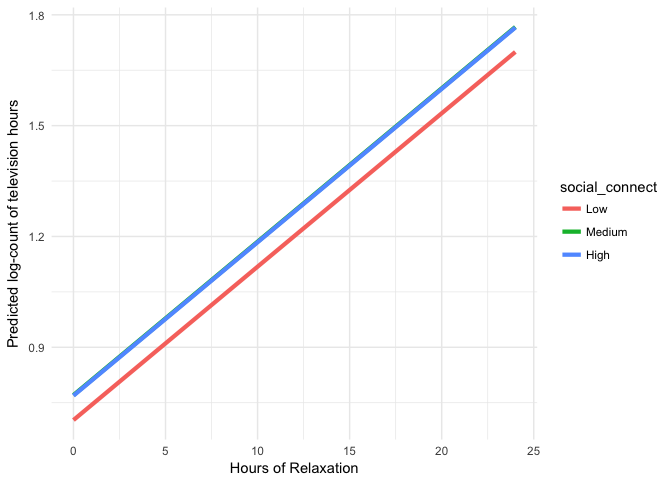 1.8
1.5
1.2
0.9
Predicted log-count of television hours
0 5 10 15 20 25
Hours of Relaxation
social_connect
Low
Medium
High